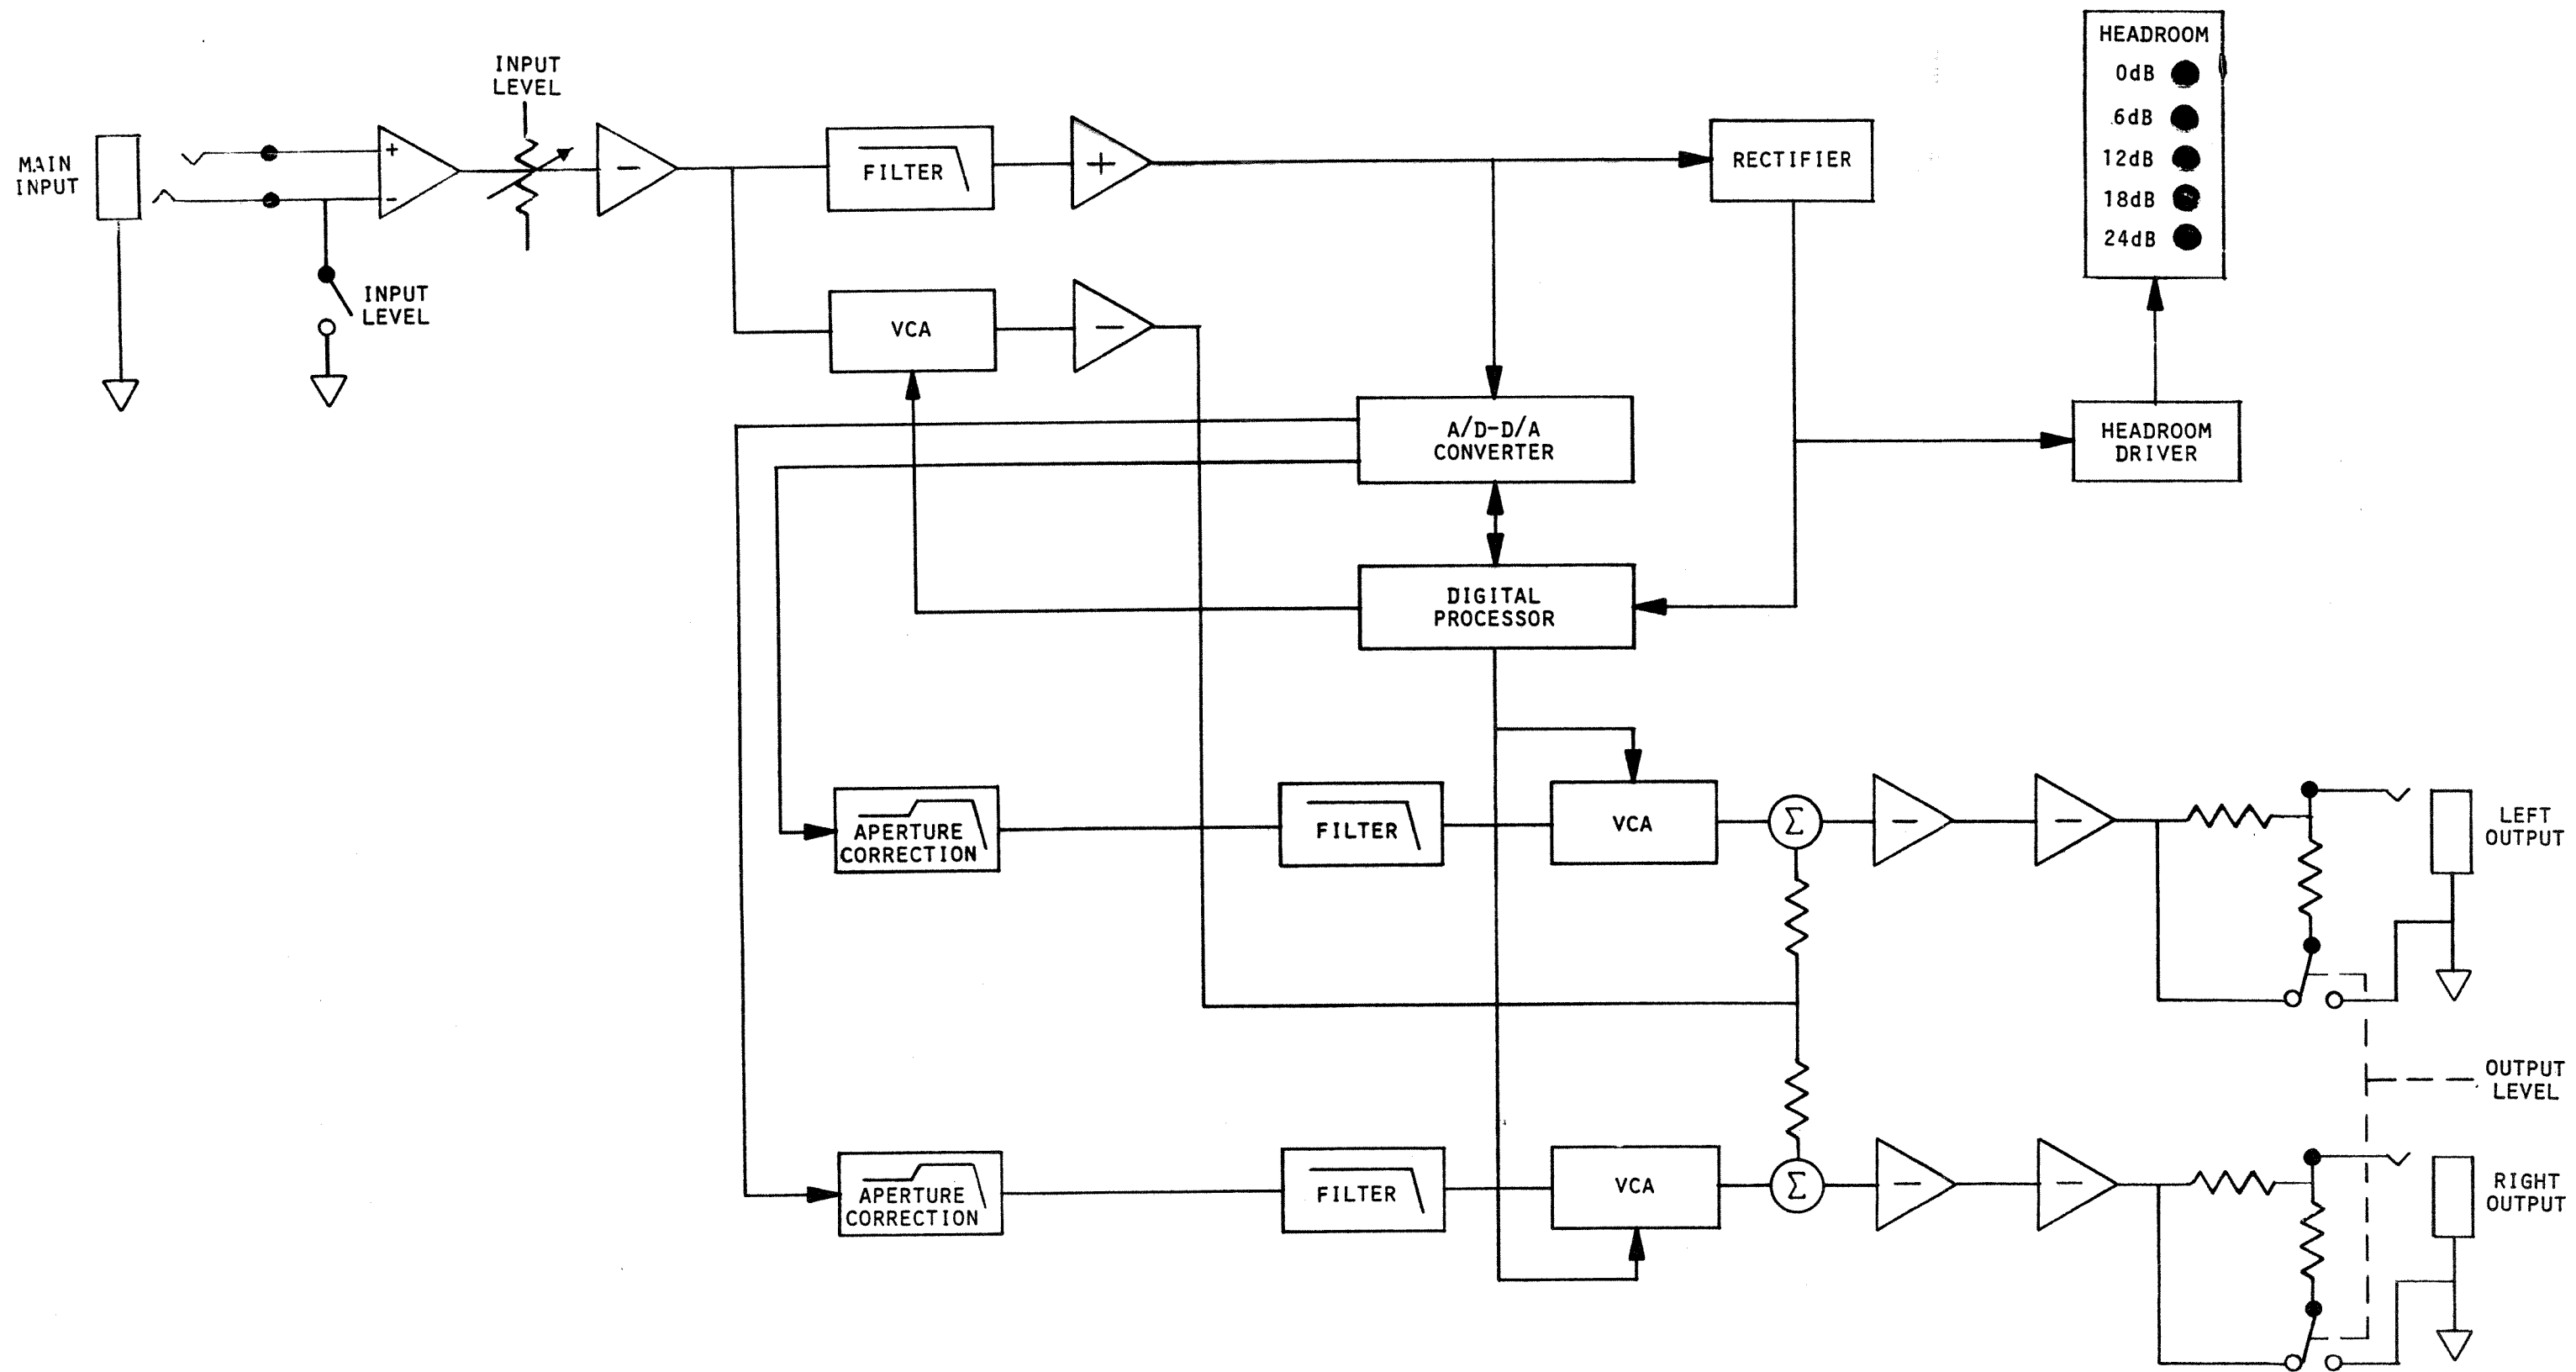 HEADROOM
0dB
6dB
12dB
18dB
24dB
INPUT
LEVEL
MAIN
INPUT
+
-
−
FILTER
+
RECTIFIER
INPUT
LEVEL
VCA
−
A/D-D/A
CONVERTER
HEADROOM
DRIVER
DIGITAL
PROCESSOR
APERTURE
CORRECTION
FILTER
VCA
Σ
−
−
LEFT
OUTPUT
OUTPUT
LEVEL
APERTURE
CORRECTION
FILTER
VCA
Σ
−
−
RIGHT
OUTPUT